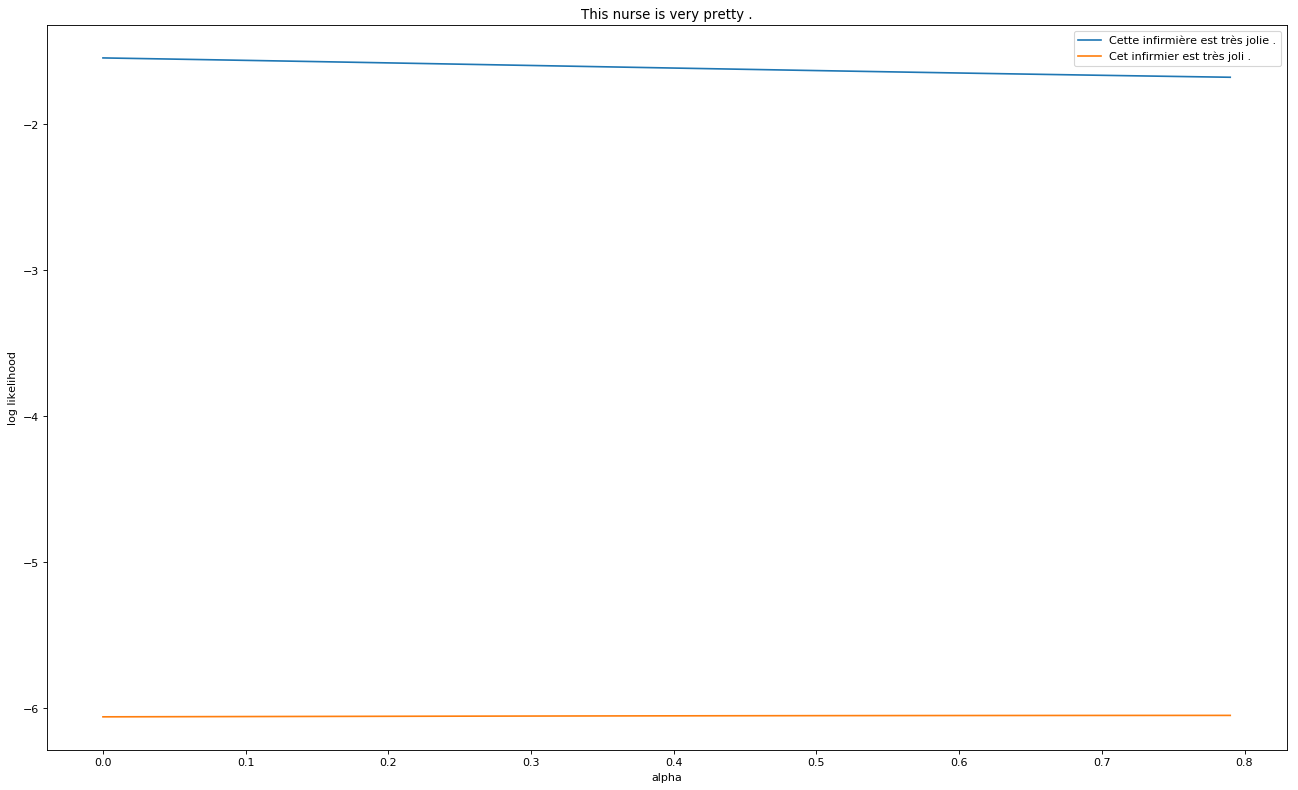 This nurse is very pretty .
Cette infirmière est très jolie .
Cet infirmier est très joli .
log likelihood
−2
−3
−4
−5
−6
0.0
0.1
0.2
0.3
0.4
0.5
0.6
0.7
0.8
alpha